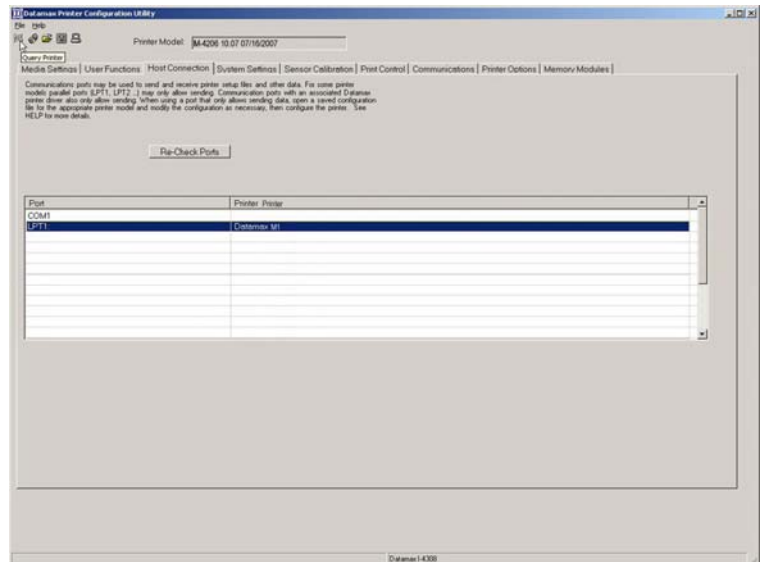 Datamax Printer Configuration Utility
File Help
Printer Model: M-4206 10.07 07/16/2007
Query Printer
Media Settings User Functions Host Connection System Settings Sensor Calibration Print Control Communications Printer Options Memory Modules
Communications ports may be used to send and receive printer setup files and other data. For some printer
models parallel ports (LPT1, LPT2 ...) may only allow sending. Communication ports with an associated Datamax
printer driver also only allow sending. When using a port that only allows sending data, open a saved configuration
file for the appropriate printer model and modify the configuration as necessary, then configure the printer. See
HELP for more details.
Re-Check Ports
Port Printer Printer
COM1
LPT1: Datamax M1
Datamax I-4308